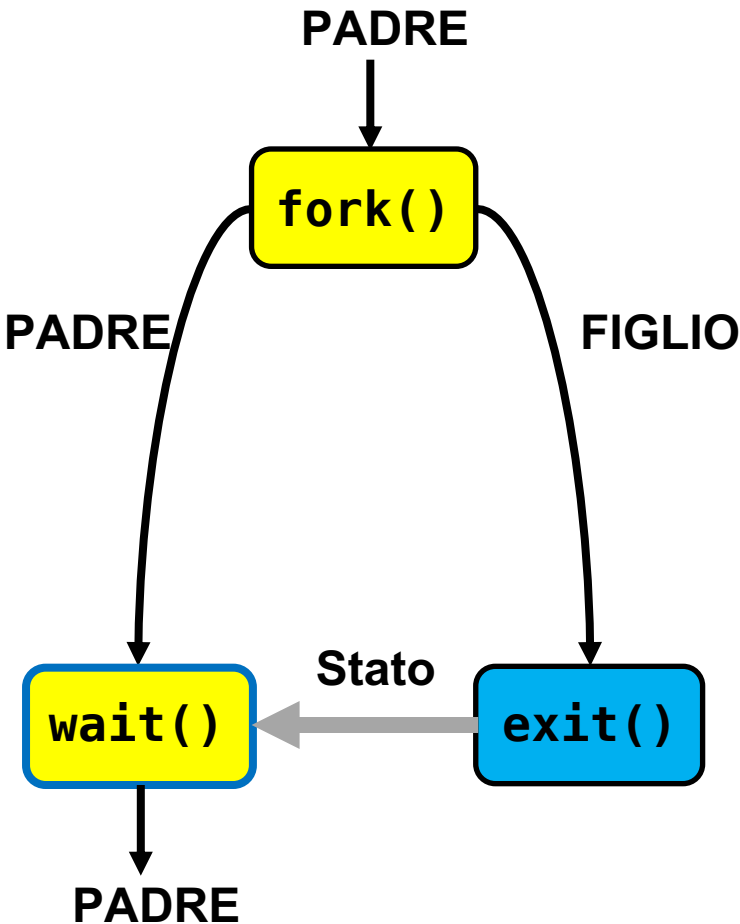 PADRE
fork()
PADRE
FIGLIO
Stato
wait()
exit()
PADRE